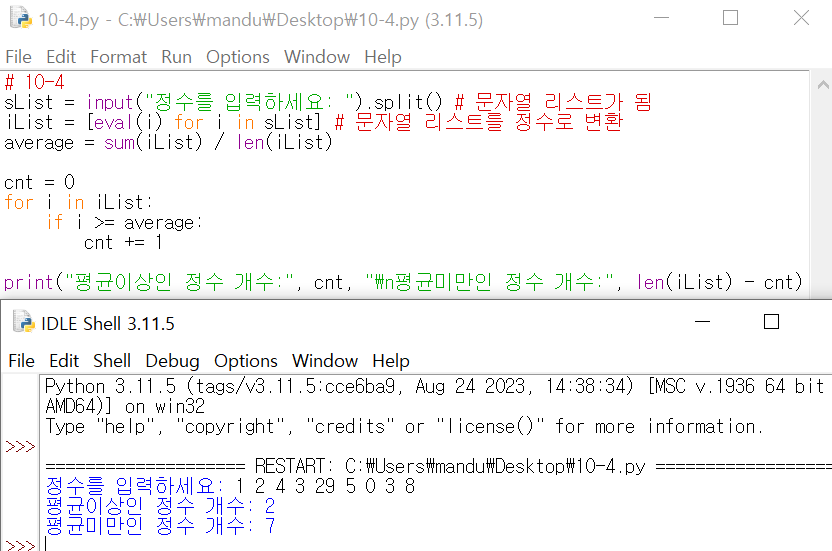 10-4.py - C:₩Users₩mandu₩Desktop₩10-4.py (3.11.5)
File Edit Format Run Options Window Help
# 10-4
sList = input("정수를 입력하세요: ").split() # 문자열 리스트가 됨
iList = [eval(i) for i in sList] # 문자열 리스트를 정수로 변환
average = sum(iList) / len(iList)
cnt = 0
for i in iList:
    if i >= average:
        cnt += 1
print("평균이상인 정수 개수:", cnt, "₩n평균미만인 정수 개수:", len(iList) - cnt)
IDLE Shell 3.11.5
File Edit Shell Debug Options Window Help
Python 3.11.5 (tags/v3.11.5:cce6ba9, Aug 24 2023, 14:38:34) [MSC v.1936 64 bit
AMD64)] on win32
Type "help", "copyright", "credits" or "license()" for more information.
>>>
==================== RESTART: C:₩Users₩mandu₩Desktop₩10-4.py ==================
정수를 입력하세요: 1 2 4 3 29 5 0 3 8
평균이상인 정수 개수: 2
평균미만인 정수 개수: 7
>>>